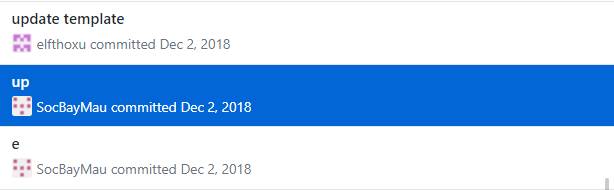 update template
elfthoxu committed Dec 2, 2018
up
SocBayMau committed Dec 2, 2018
e
SocBayMau committed Dec 2, 2018